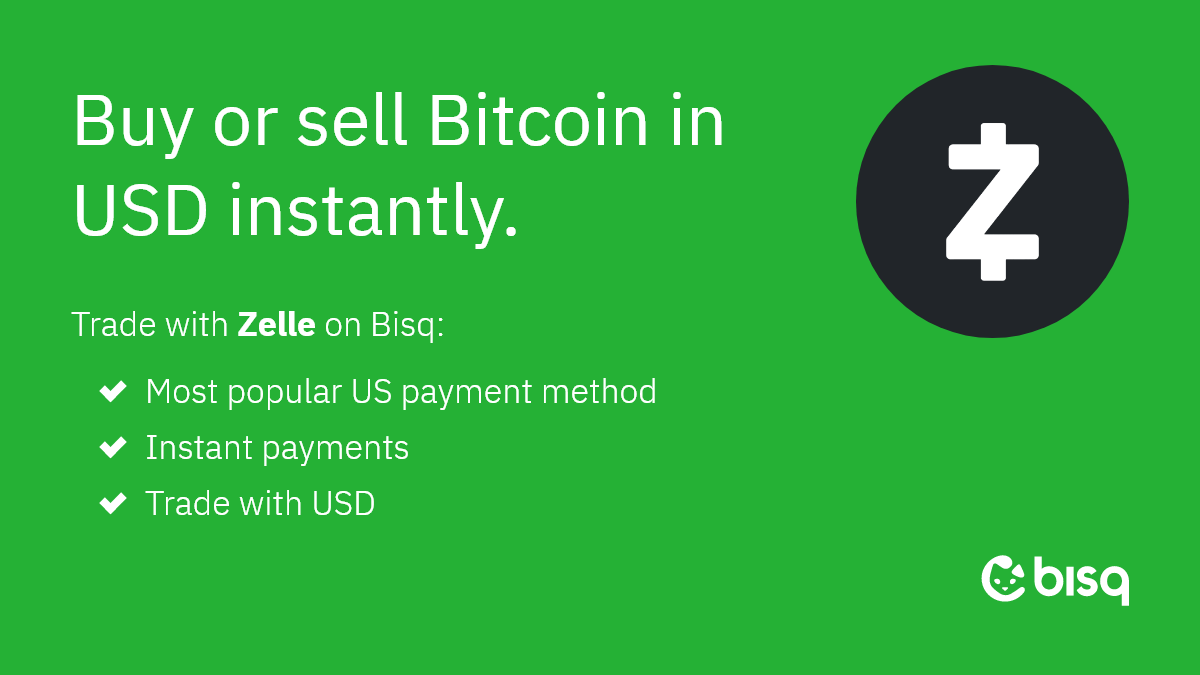 Buy or sell Bitcoin in
USD instantly.
Trade with Zelle on Bisq:
Most popular US payment method
Instant payments
Trade with USD
bisq